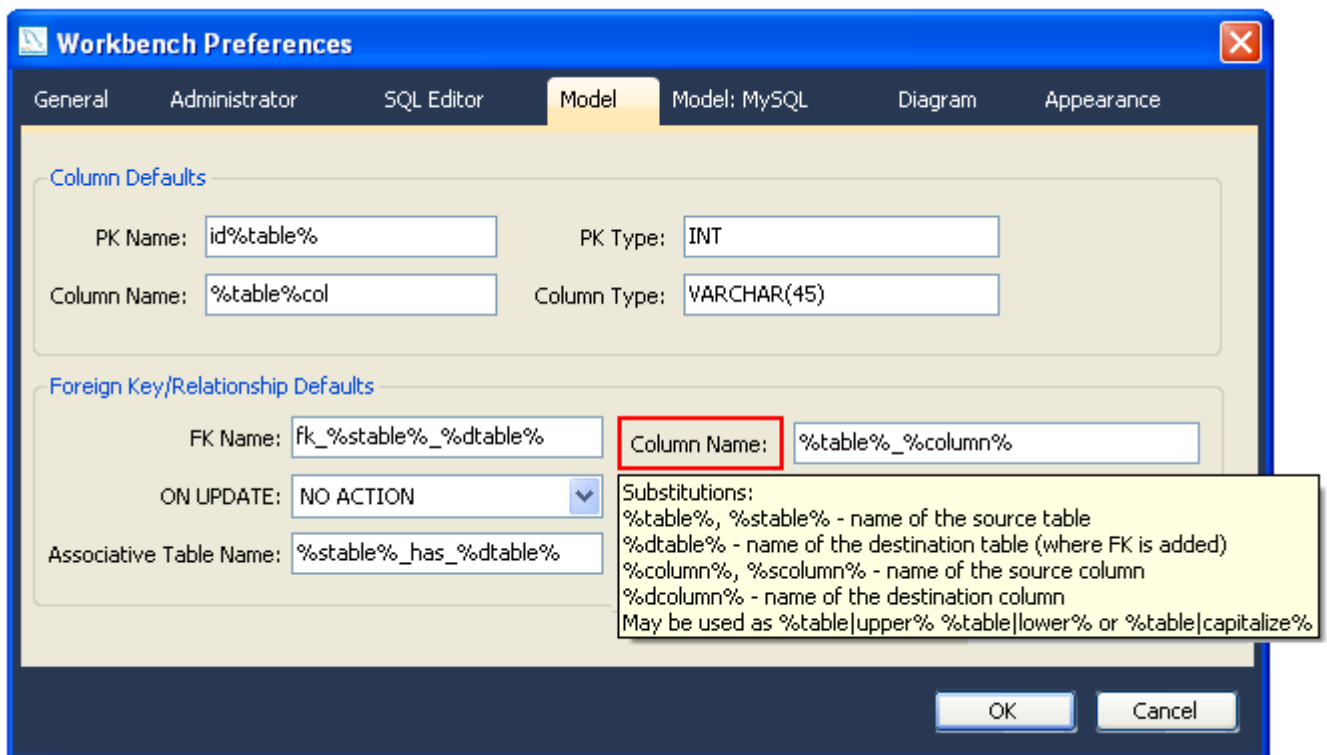 Workbench Preferences
General Administrator SQL Editor Model Model: MySQL Diagram Appearance
Column Defaults
PK Name: id%table% PK Type: INT
Column Name: %table%col Column Type: VARCHAR(45)
Foreign Key/Relationship Defaults
FK Name: fk_%stable%_%dtable% Column Name: %table%_%column%
ON UPDATE: NO ACTION
Associative Table Name: %stable%_has_%dtable%
Substitutions:
%table%, %stable% - name of the source table
%dtable% - name of the destination table (where FK is added)
%column%, %scolumn% - name of the source column
%dcolumn% - name of the destination column
May be used as %table|upper% %table|lower% or %table|capitalize%
OK Cancel